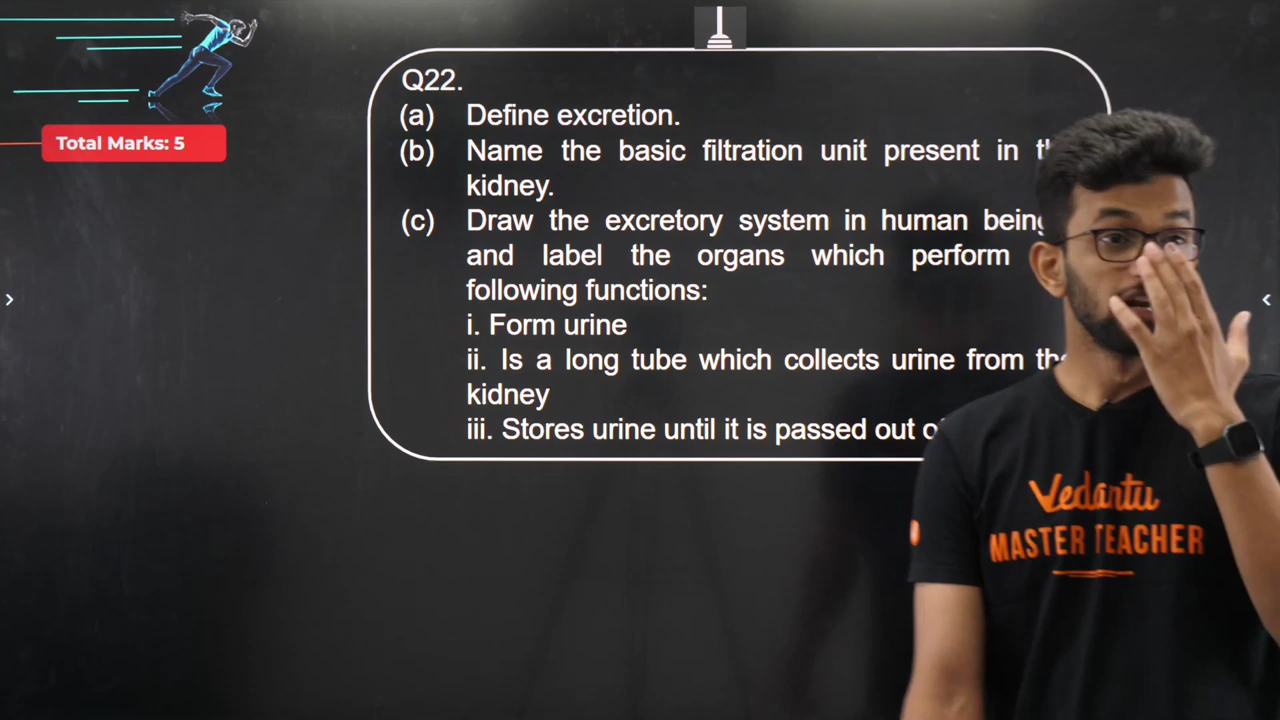 Total Marks: 5
Q22.
(a) Define excretion.
(b) Name the basic filtration unit present in
kidney.
(c) Draw the excretory system in human
and label the organs which perform
following functions:
i. Form urine
ii. Is a long tube which collects urine from
kidney
iii. Stores urine until it is passed out
Vedantu
MASTER TEACHER